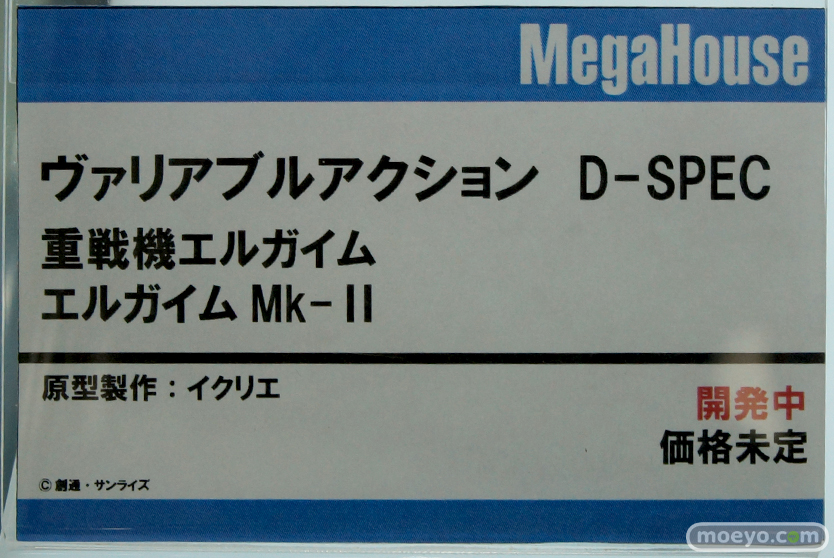 MegaHouse
ヴァリアブルアクション D-SPEC
重戦機エルガイム
エルガイムMk-II
原型製作：イクリエ
開発中
価格未定
© 創通・サンライズ
moeyo.com